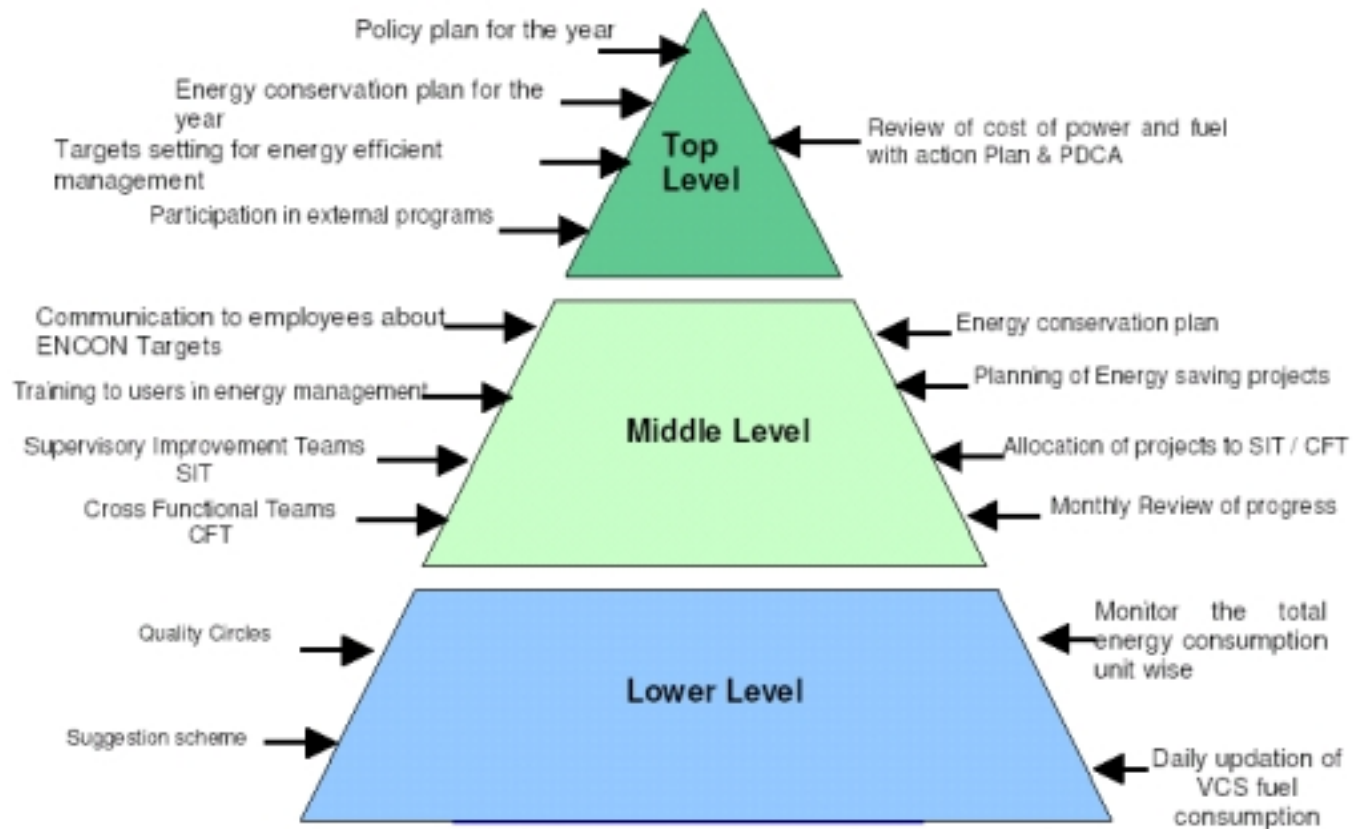 Policy plan for the year
Energy conservation plan for the
year
Targets setting for energy efficient
management
Participation in external programs
Top
Level
Review of cost of power and fuel
with action Plan & PDCA
Communication to employees about
ENCON Targets
Training to users in energy management
Supervisory Improvement Teams
SIT
Cross Functional Teams
CFT
Middle Level
Energy conservation plan
Planning of Energy saving projects
Allocation of projects to SIT / CFT
Monthly Review of progress
Quality Circles
Suggestion scheme
Lower Level
Monitor the total
energy consumption
unit wise
Daily updation of
VCS fuel
consumption